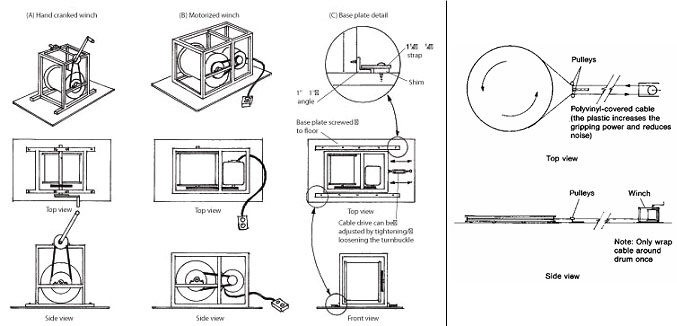 (A) Hand cranked winch
(B) Motorized winch
(C) Base plate detail
strap
Shim
1" 1"
angle
Base plate screwed
to floor
Top view
Top view
Top view
Cable drive can be
adjusted by tightening/
loosening the turnbuckle
Side view
Side view
Front view
Pulleys
Polyvinyl-covered cable
(the plastic increases the
gripping power and reduces
noise)
Top view
Pulleys
Winch
Note: Only wrap
cable around
drum once
Side view